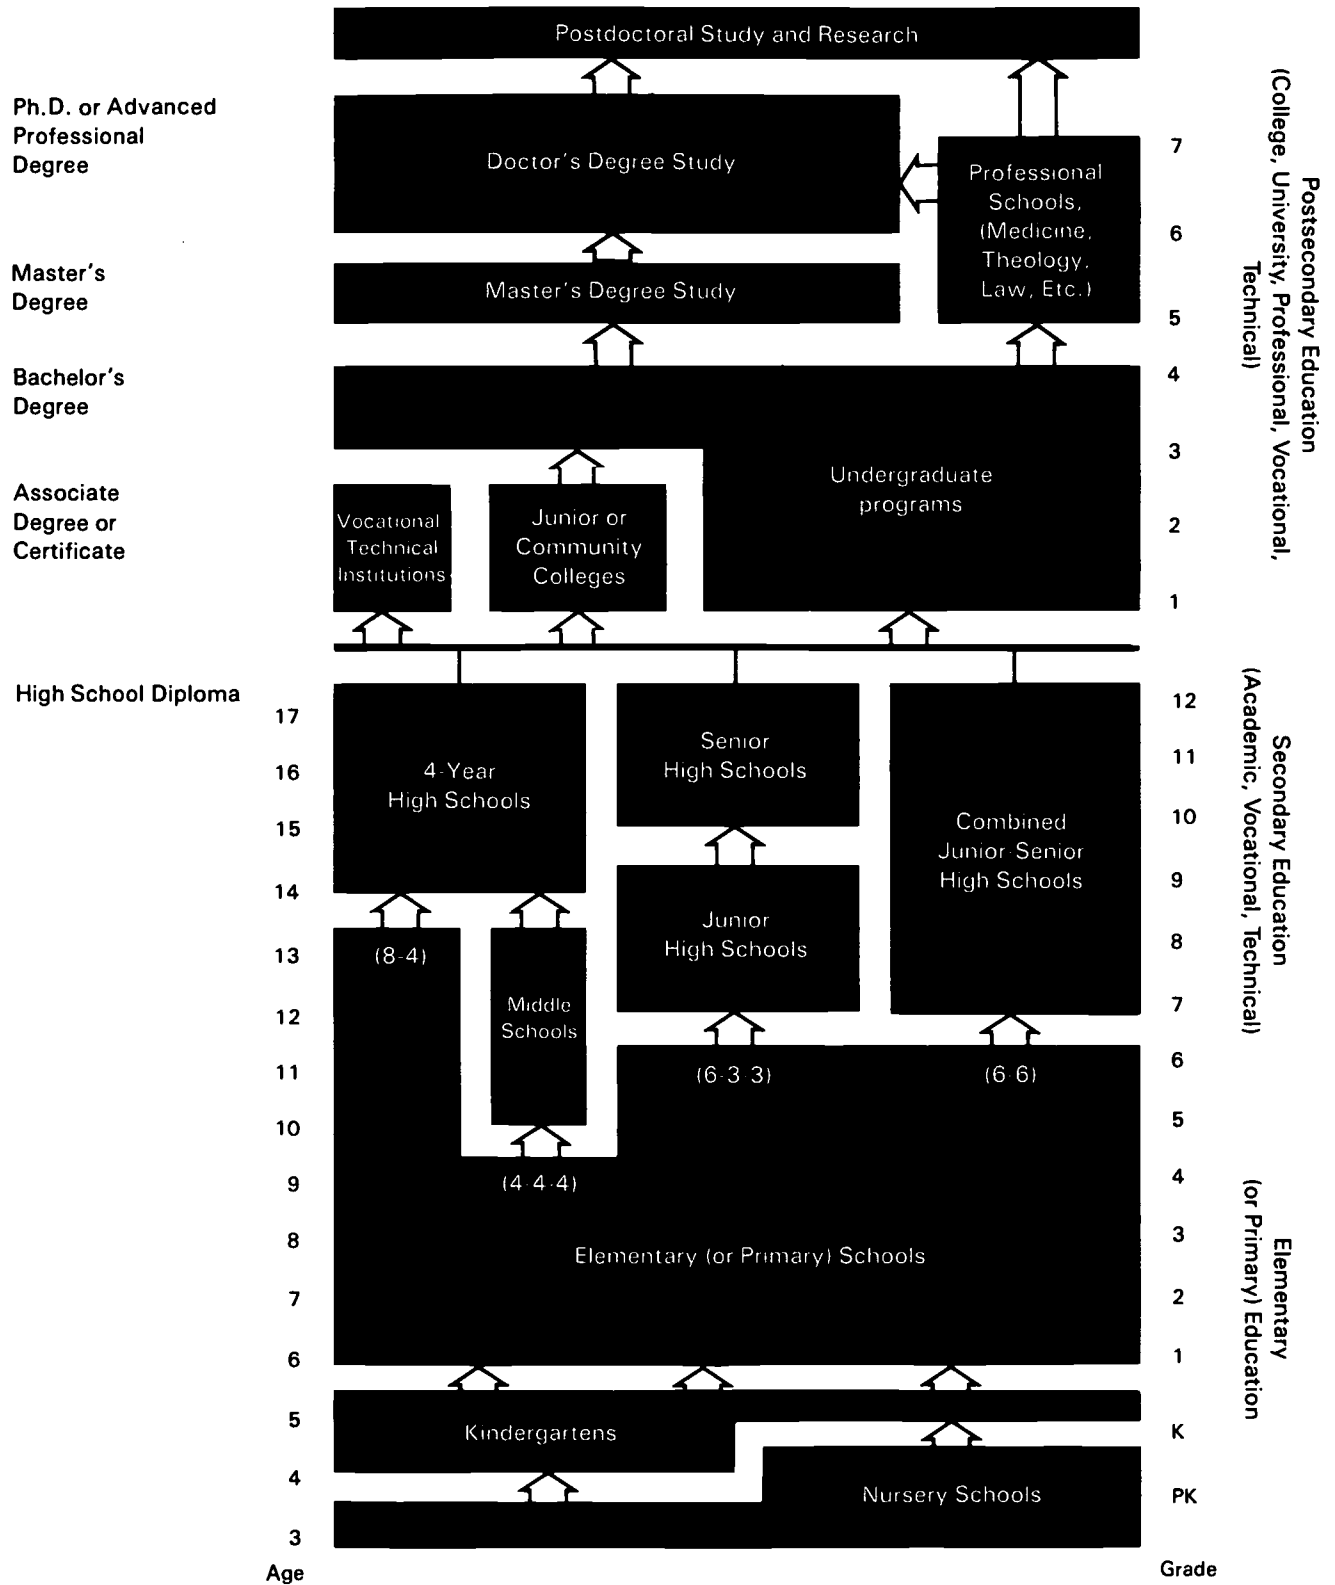 Postdoctoral Study and Research
Ph.D. or Advanced
Professional
Degree
Doctor's Degree Study
Professional
Schools,
(Medicine,
Theology,
Law, Etc.)
7
6
Master's
Degree
Master's Degree Study
5
Bachelor's
Degree
4
3
Undergraduate
programs
Associate
Degree or
Certificate
Vocational
Technical
Institutions
Junior or
Community
Colleges
2
1
Postsecondary Education
(College, University, Professional, Vocational,
Technical)
High School Diploma
17
16
15
14
13
12
11
10
9
8
7
6
5
4
3
Age
4-Year
High Schools
Senior
High Schools
Combined
Junior-Senior
High Schools
Junior
High Schools
(8-4)
Middle
Schools
(6-3-3)
(6-6)
(4-4-4)
Elementary (or Primary) Schools
Kindergartens
Nursery Schools
12
11
10
9
8
7
6
5
4
3
2
1
K
PK
Grade
Secondary Education
(Academic, Vocational, Technical)
Elementary
(or Primary) Education